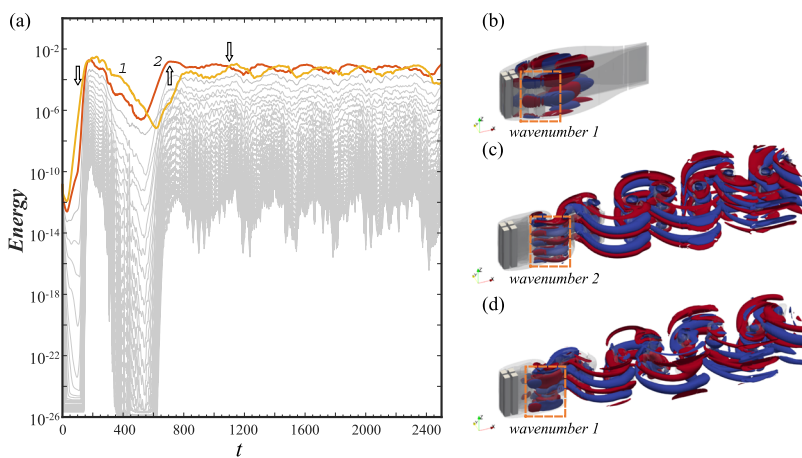 (a)
Energy
10-2
10-6
10-10
10-14
10-18
10-22
10-26
1
2
0 400 800 1200 1600 2000 2400
t
(b)
wavenumber 1
(c)
wavenumber 2
(d)
wavenumber 1